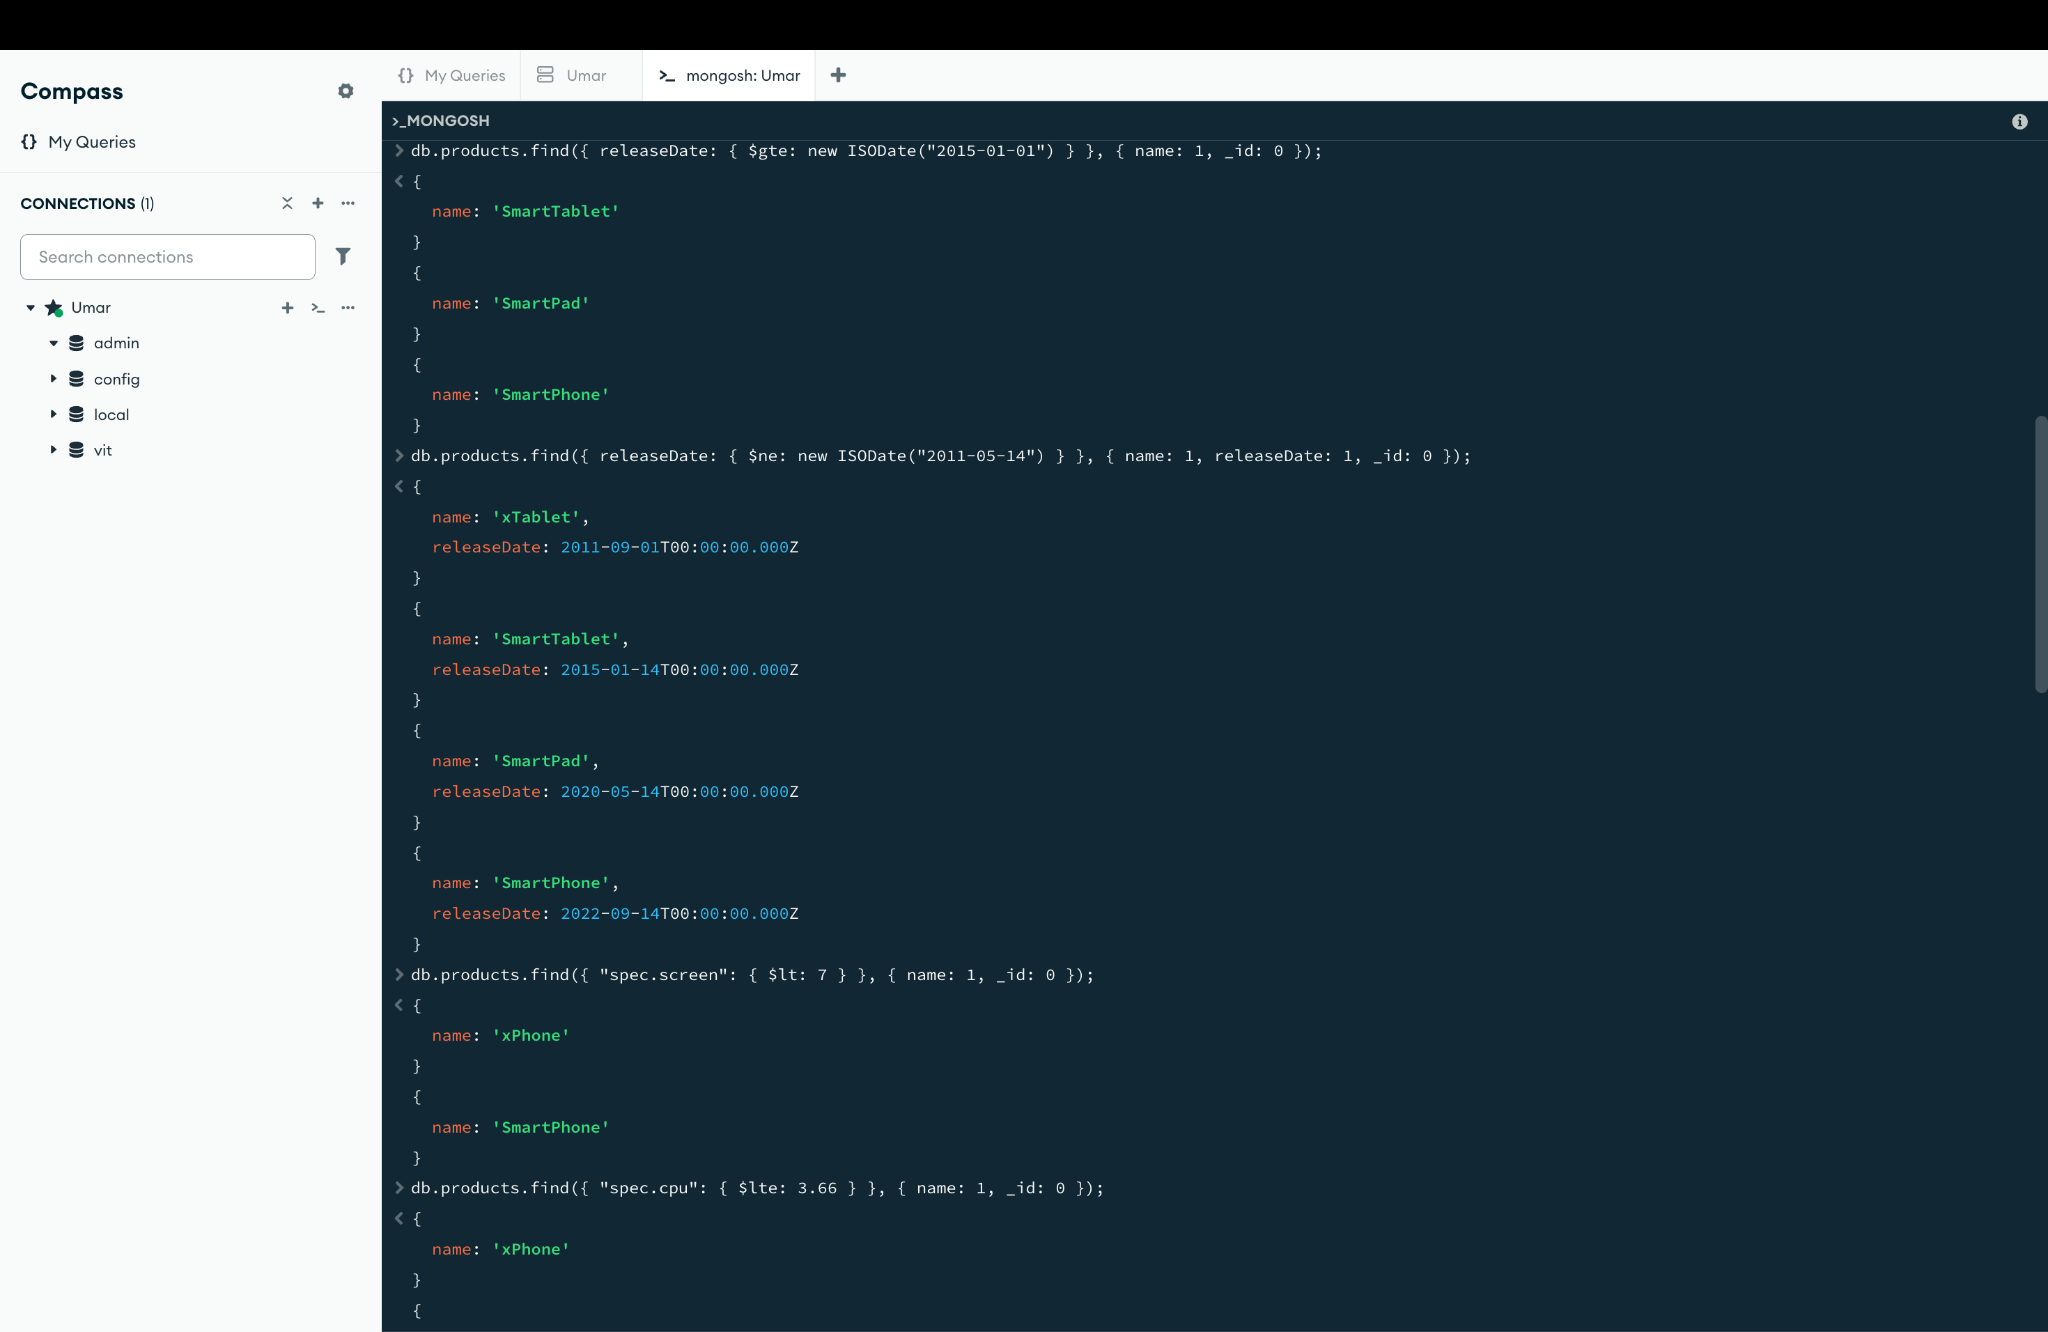 Compass
My Queries
CONNECTIONS (1)
Search connections
Umar
admin
config
local
vit
{} My Queries
Umar
>_ mongosh: Umar
>_MONGOSH
> db.products.find({ releaseDate: { $gte: new ISODate("2015-01-01") } }, { name: 1, _id: 0 });
< {
name: 'SmartTablet'
}
{
name: 'SmartPad'
}
{
name: 'SmartPhone'
}
> db.products.find({ releaseDate: { $ne: new ISODate("2011-05-14") } }, { name: 1, releaseDate: 1, _id: 0 });
< {
name: 'xTablet',
releaseDate: 2011-09-01T00:00:00.000Z
}
{
name: 'SmartTablet',
releaseDate: 2015-01-14T00:00:00.000Z
}
{
name: 'SmartPad',
releaseDate: 2020-05-14T00:00:00.000Z
}
{
name: 'SmartPhone',
releaseDate: 2022-09-14T00:00:00.000Z
}
> db.products.find({ "spec.screen": { $lt: 7 } }, { name: 1, _id: 0 });
< {
name: 'xPhone'
}
{
name: 'SmartPhone'
}
> db.products.find({ "spec.cpu": { $lte: 3.66 } }, { name: 1, _id: 0 });
< {
name: 'xPhone'
}
{